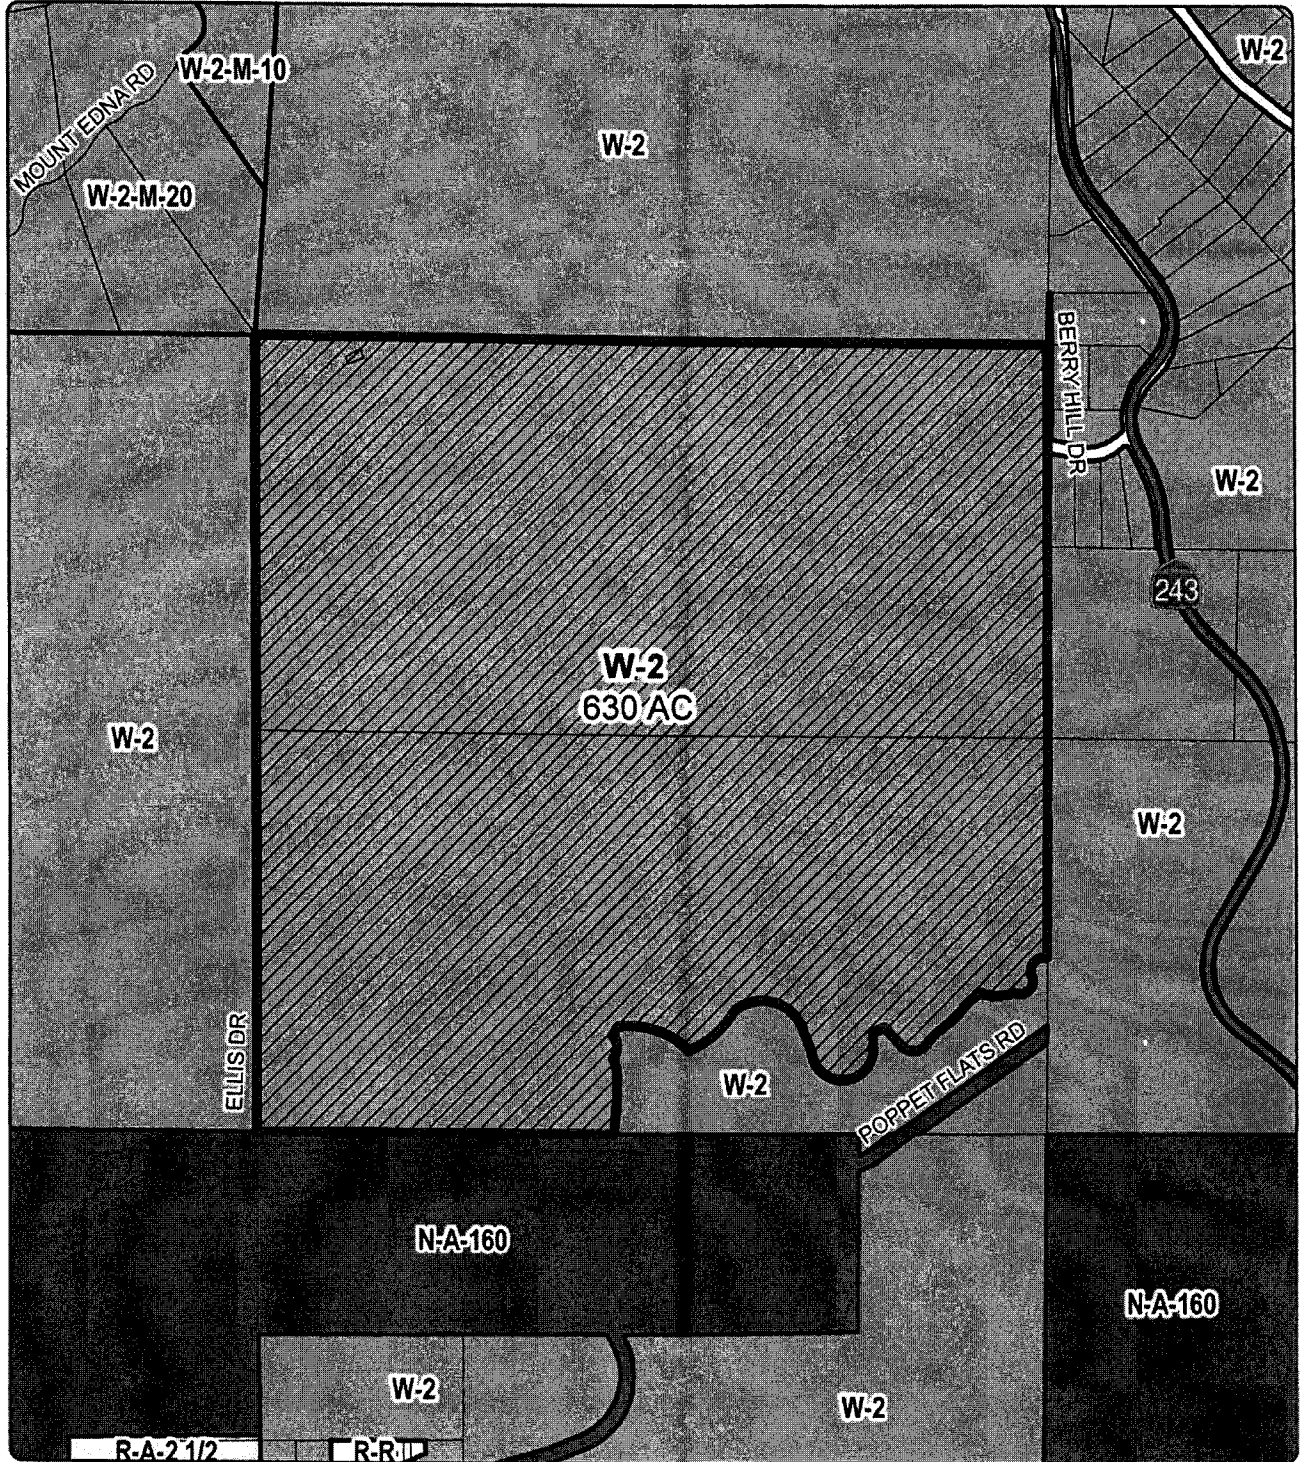 W-2
W-2-M-10
MOUNT EDNA RD
W-2
W-2-M-20
BERRY HILL DR
W-2
243
W-2
630 AC
W-2
W-2
ELLIS DR
POPPET FLATS RD
W-2
N-A-160
N-A-160
W-2
W-2
R-A-2 1/2
R-R